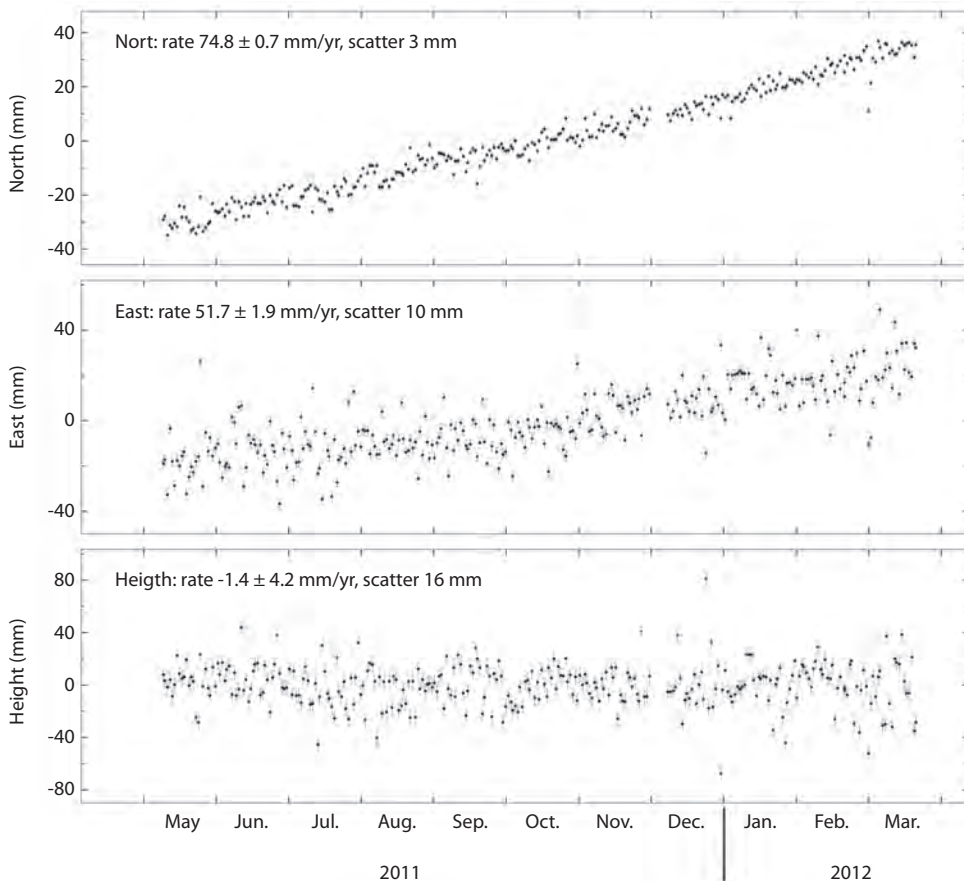 40
Nort: rate 74.8 ± 0.7 mm/yr, scatter 3 mm
20
North (mm)
0
-20
-40
East: rate 51.7 ± 1.9 mm/yr, scatter 10 mm
40
East (mm)
0
-40
Heigth: rate -1.4 ± 4.2 mm/yr, scatter 16 mm
80
40
Height (mm)
0
-40
-80
May Jun. Jul. Aug. Sep. Oct. Nov. Dec. Jan. Feb. Mar.
2011 2012